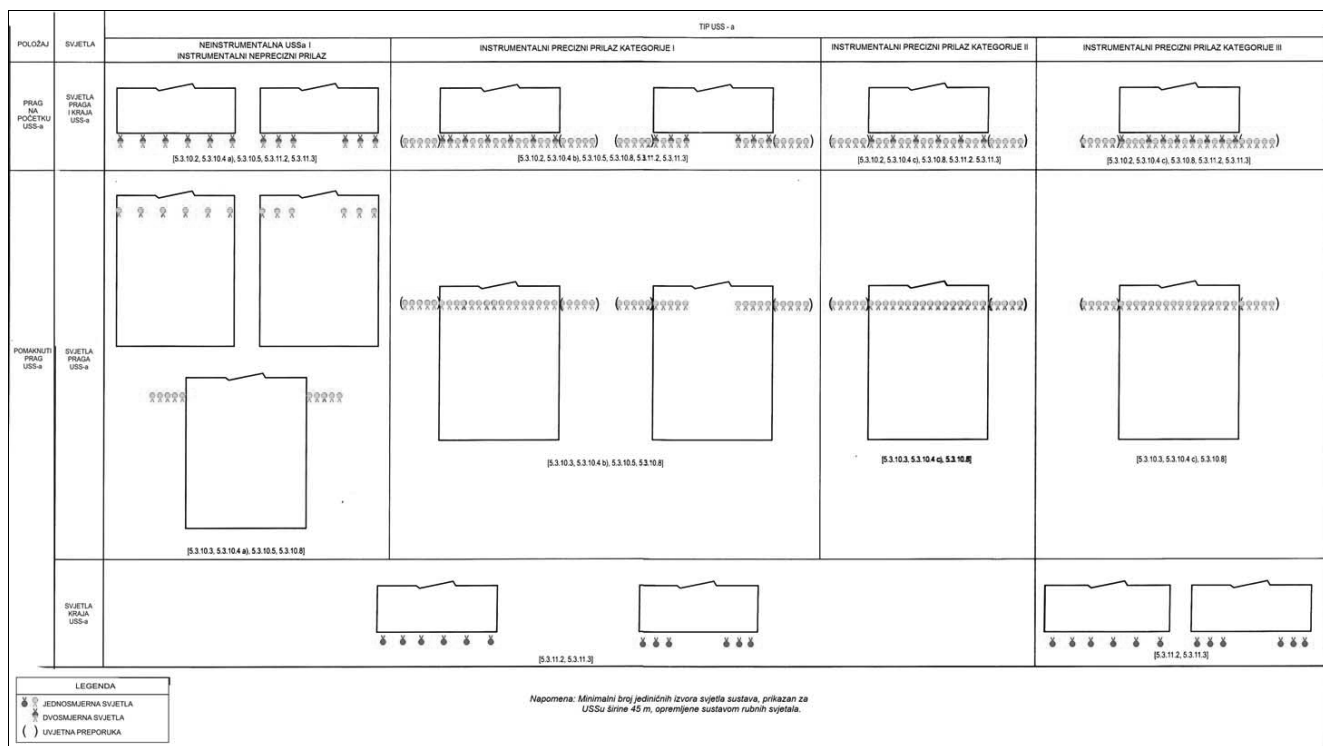 TIP USS - a
POLOŽAJ
SVJETLA
NEINSTRUMENTALNA USSa I
INSTRUMENTALNI NEPRECIZNI PRILAZ
INSTRUMENTALNI PRECIZNI PRILAZ KATEGORIJE I
INSTRUMENTALNI PRECIZNI PRILAZ KATEGORIJE II
INSTRUMENTALNI PRECIZNI PRILAZ KATEGORIJE III
PRAG
NA
POČETKU
USS-a
SVJETLA
PRAGA
I KRAJA
USS-a
[5.3.10.2, 5.3.10.4 a), 5.3.10.5, 5.3.11.2, 5.3.11.3]
[5.3.10.2, 5.3.10.4 b), 5.3.10.5, 5.3.10.8, 5.3.11.2, 5.3.11.3]
[5.3.10.2, 5.3.10.4 c), 5.3.10.8, 5.3.11.2, 5.3.11.3]
[5.3.10.2, 5.3.10.4 c), 5.3.10.8, 5.3.11.2, 5.3.11.3]
POMAKNUTI
PRAG
USS-a
SVJETLA
PRAGA
USS-a
[5.3.10.3, 5.3.10.4 a), 5.3.10.5, 5.3.10.8]
[5.3.10.3, 5.3.10.4 b), 5.3.10.5, 5.3.10.8]
[5.3.10.3, 5.3.10.4 c), 5.3.10.8]
[5.3.10.3, 5.3.10.4 c), 5.3.10.8]
SVJETLA
KRAJA
USS-a
[5.3.11.2, 5.3.11.3]
[5.3.11.2, 5.3.11.3]
LEGENDA
JEDNOSMJERNA SVJETLA
DVOSMJERNA SVJETLA
( ) UVJETNA PREPORUKA
Napomena: Minimalni broj jediničnih izvora svjetla sustava, prikazan za
USSu širine 45 m, opremljene sustavom rubnih svjetala.